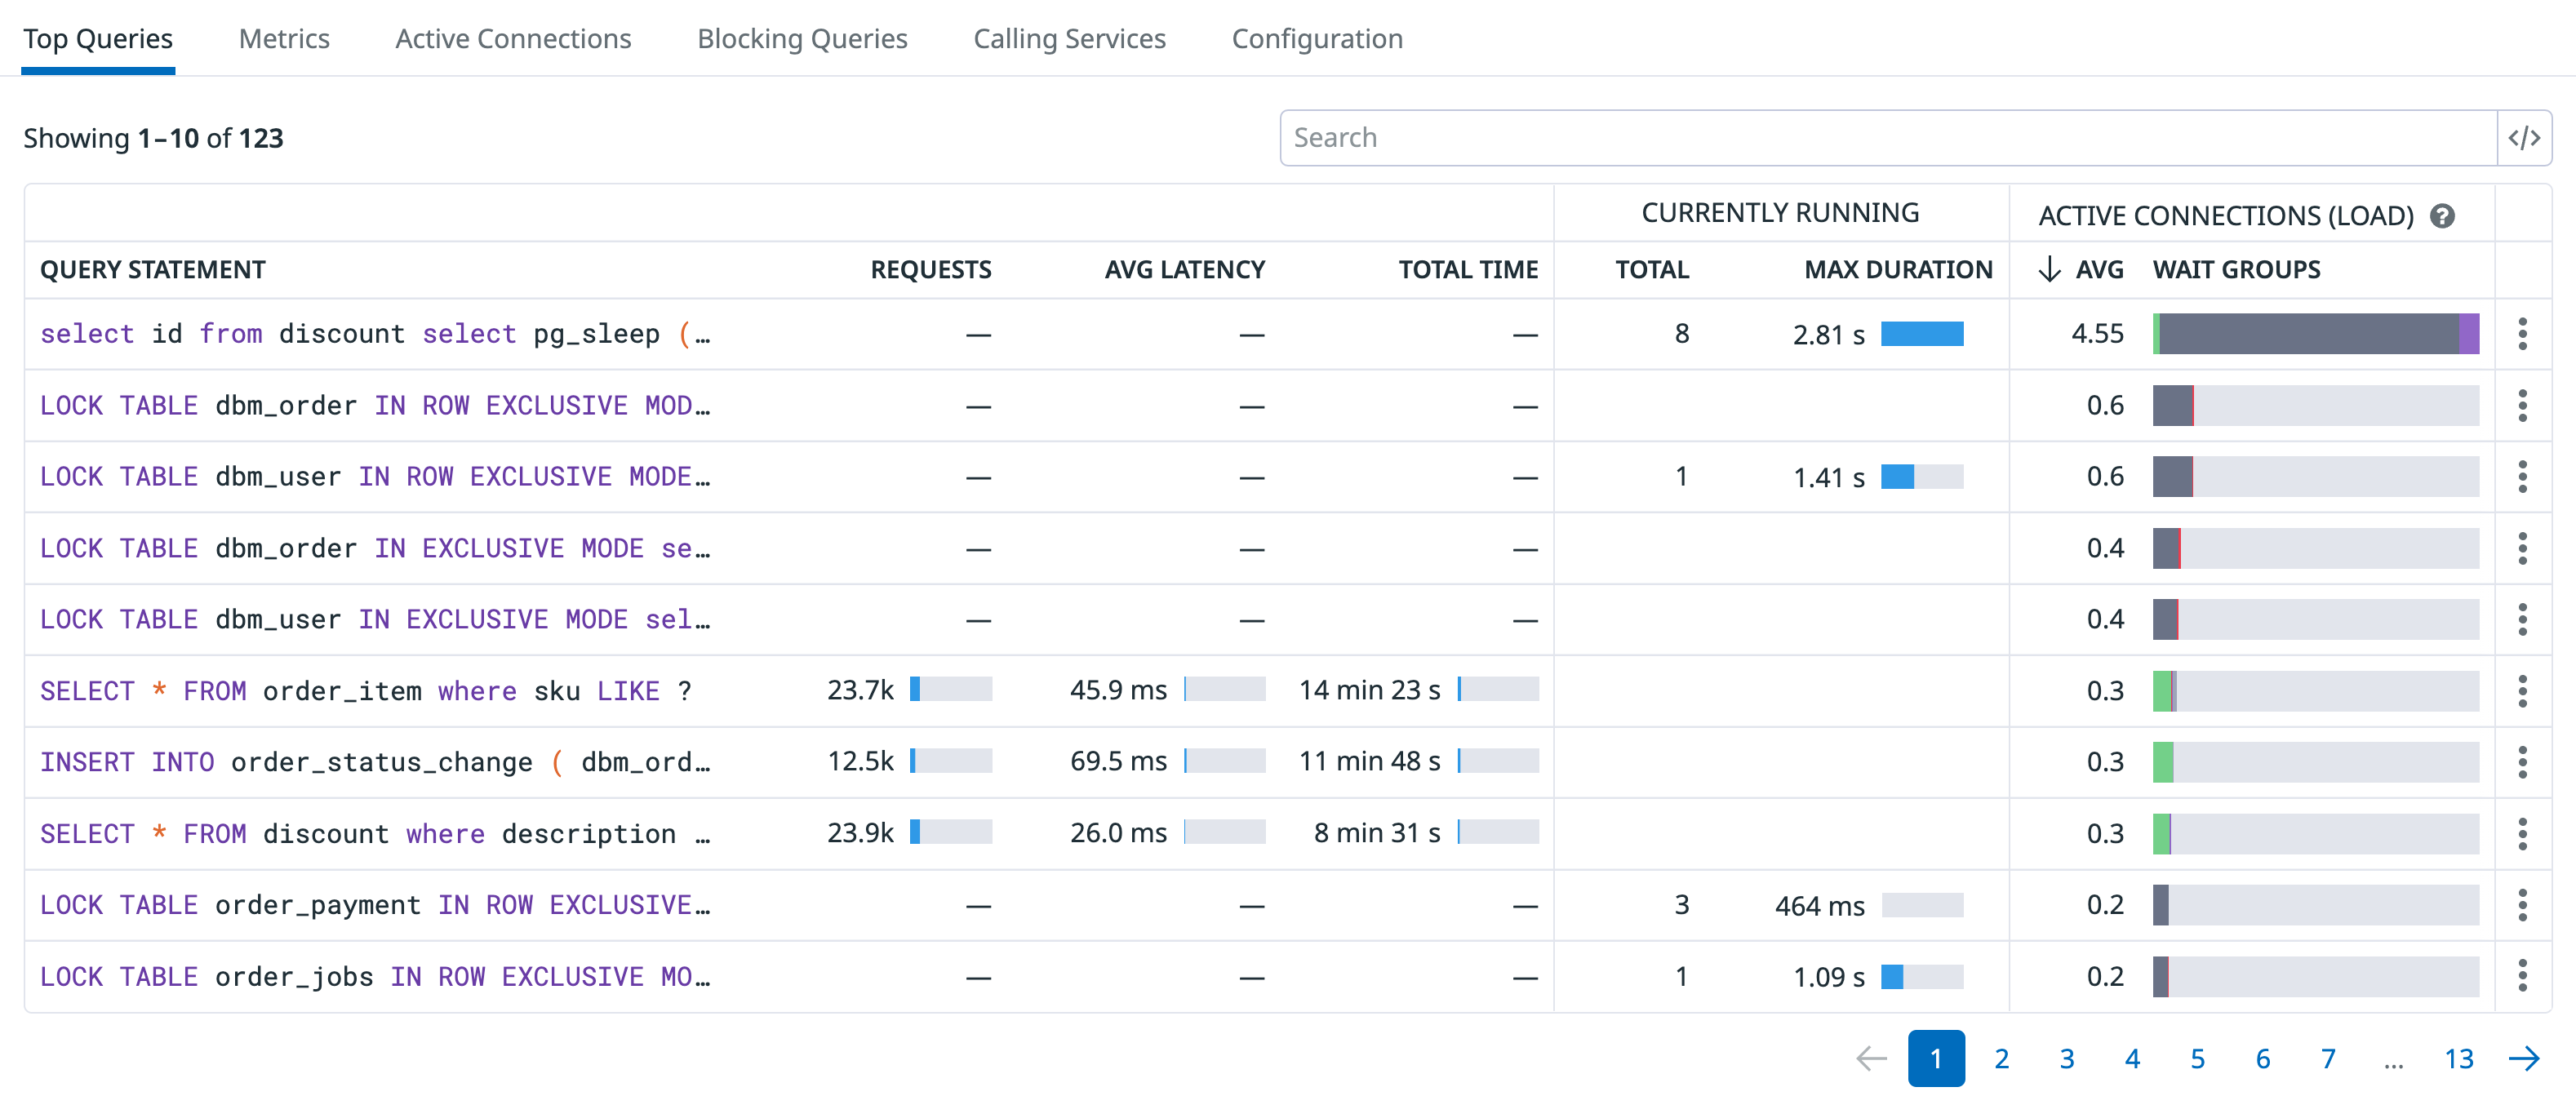 Top Queries Metrics Active Connections Blocking Queries Calling Services Configuration
Showing 1–10 of 123 Search </>
CURRENTLY RUNNING ACTIVE CONNECTIONS (LOAD) ?
QUERY STATEMENT REQUESTS AVG LATENCY TOTAL TIME TOTAL MAX DURATION ↓ AVG WAIT GROUPS
select id from discount select pg_sleep (… — — — 8 2.81 s 4.55
LOCK TABLE dbm_order IN ROW EXCLUSIVE MOD… — — — 0.6
LOCK TABLE dbm_user IN ROW EXCLUSIVE MODE… — — — 1 1.41 s 0.6
LOCK TABLE dbm_order IN EXCLUSIVE MODE se… — — — 0.4
LOCK TABLE dbm_user IN EXCLUSIVE MODE sel… — — — 0.4
SELECT * FROM order_item where sku LIKE ? 23.7k 45.9 ms 14 min 23 s 0.3
INSERT INTO order_status_change ( dbm_ord… 12.5k 69.5 ms 11 min 48 s 0.3
SELECT * FROM discount where description … 23.9k 26.0 ms 8 min 31 s 0.3
LOCK TABLE order_payment IN ROW EXCLUSIVE… — — — 3 464 ms 0.2
LOCK TABLE order_jobs IN ROW EXCLUSIVE MO… — — — 1 1.09 s 0.2
← 1 2 3 4 5 6 7 … 13 →